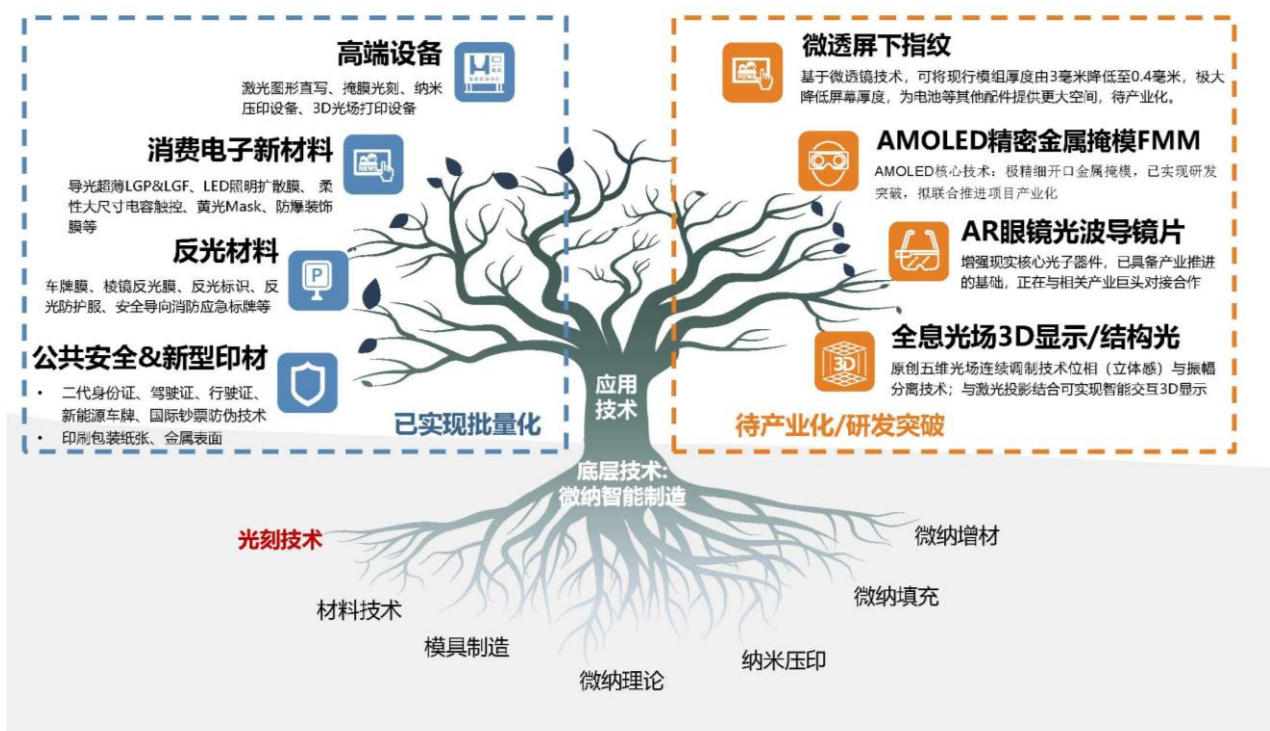 高端设备
激光图形直写、掩膜光刻、纳米
压印设备、3D光场打印设备
消费电子新材料
导光超薄LGP&LGF、LED照明扩散膜、 柔
性大尺寸电容触控、黄光Mask、防爆装饰
膜等
反光材料
P
车牌膜、棱镜反光膜、反光标识、反
光防护服、安全导向消防应急标牌等
公共安全&新型印材
• 二代身份证、驾驶证、行驶证、
新能源车牌、国际钞票防伪技术
• 印刷包装纸张、金属表面
已实现批量化
微透屏下指纹
基于微透镜技术，可将现行模组厚度由3毫米降低至0.4毫米，极大
降低屏幕厚度，为电池等其他配件提供更大空间，待产业化。
AMOLED精密金属掩模FMM
AMOLED核心技术，极精细开口金属掩模，已实现研发
突破，拟联合推进项目产业化
AR眼镜光波导镜片
增强现实核心光子器件，已具备产业推进
的基础，正在与相关产业巨头对接合作
全息光场3D显示/结构光
3D
原创五维光场连续调制技术位相（立体感）与振幅
分离技术；与激光投影结合可实现智能交互3D显示
待产业化/研发突破
应用
技术
底层技术:
微纳智能制造
光刻技术
材料技术
模具制造
微纳理论
纳米压印
微纳填充
微纳增材